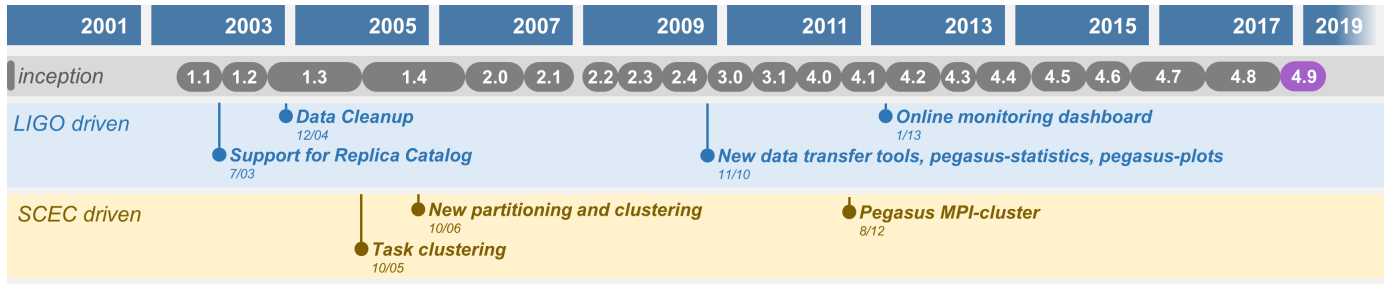 2001 2003 2005 2007 2009 2011 2013 2015 2017 2019
inception 1.1 1.2 1.3 1.4 2.0 2.1 2.2 2.3 2.4 3.0 3.1 4.0 4.1 4.2 4.3 4.4 4.5 4.6 4.7 4.8 4.9
LIGO driven
Data Cleanup
12/04
Online monitoring dashboard
1/13
Support for Replica Catalog
7/03
New data transfer tools, pegasus-statistics, pegasus-plots
11/10
SCEC driven
New partitioning and clustering
10/06
Pegasus MPI-cluster
8/12
Task clustering
10/05